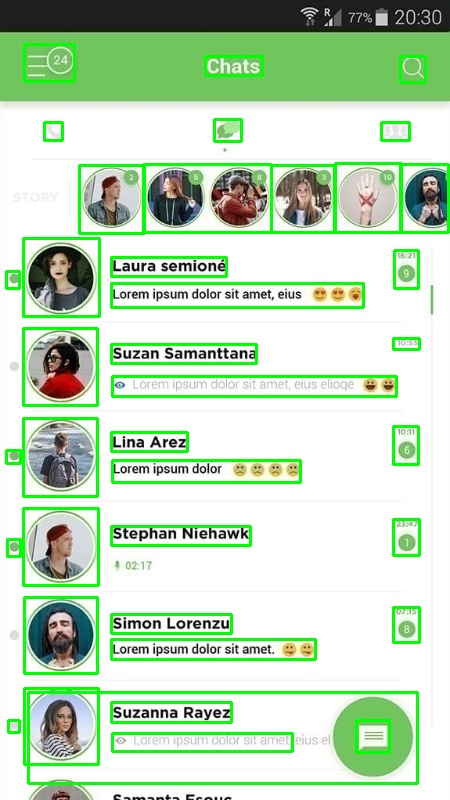 R 77% 20:30
24 Chats
2 5 8 3 10
STORY
Laura semioné 16:21
Lorem ipsum dolor sit amet, eius 9
Suzan Samanttana 10:55
Lorem ipsum dolor sit amet, eius elioqe
Lina Arez 10:11
Lorem ipsum dolor 6
Stephan Niehawk 23:47
02:17 1
Simon Lorenzu 07:15
Lorem ipsum dolor sit amet. 8
Suzanna Rayez
Lorem ipsum dolor sit amet, eius el
Samanta Esouc